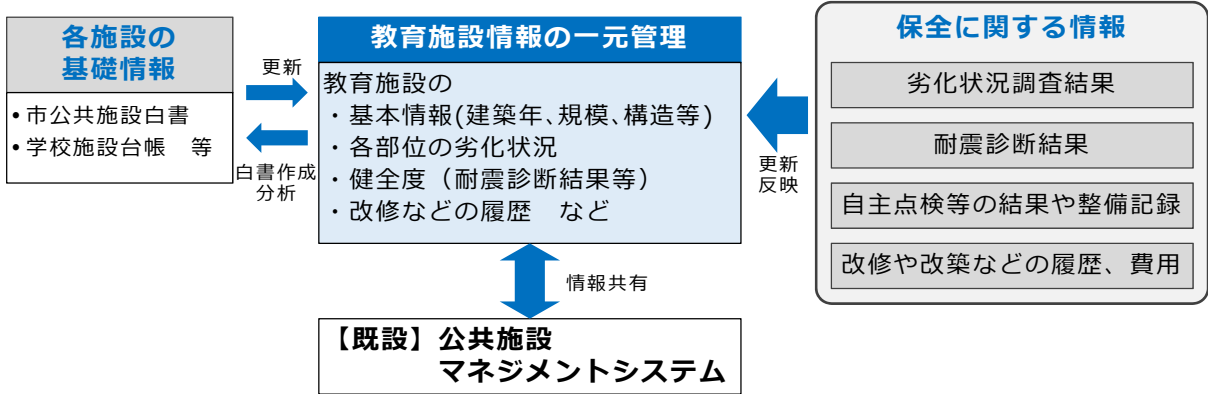 各施設の
基礎情報
•市公共施設白書
•学校施設台帳　等
更新
白書作成
分析
教育施設情報の一元管理
教育施設の
・基本情報(建築年、規模、構造等)
・各部位の劣化状況
・健全度（耐震診断結果等）
・改修などの履歴　など
更新
反映
保全に関する情報
劣化状況調査結果
耐震診断結果
自主点検等の結果や整備記録
改修や改築などの履歴、費用
情報共有
【既設】公共施設
マネジメントシステム